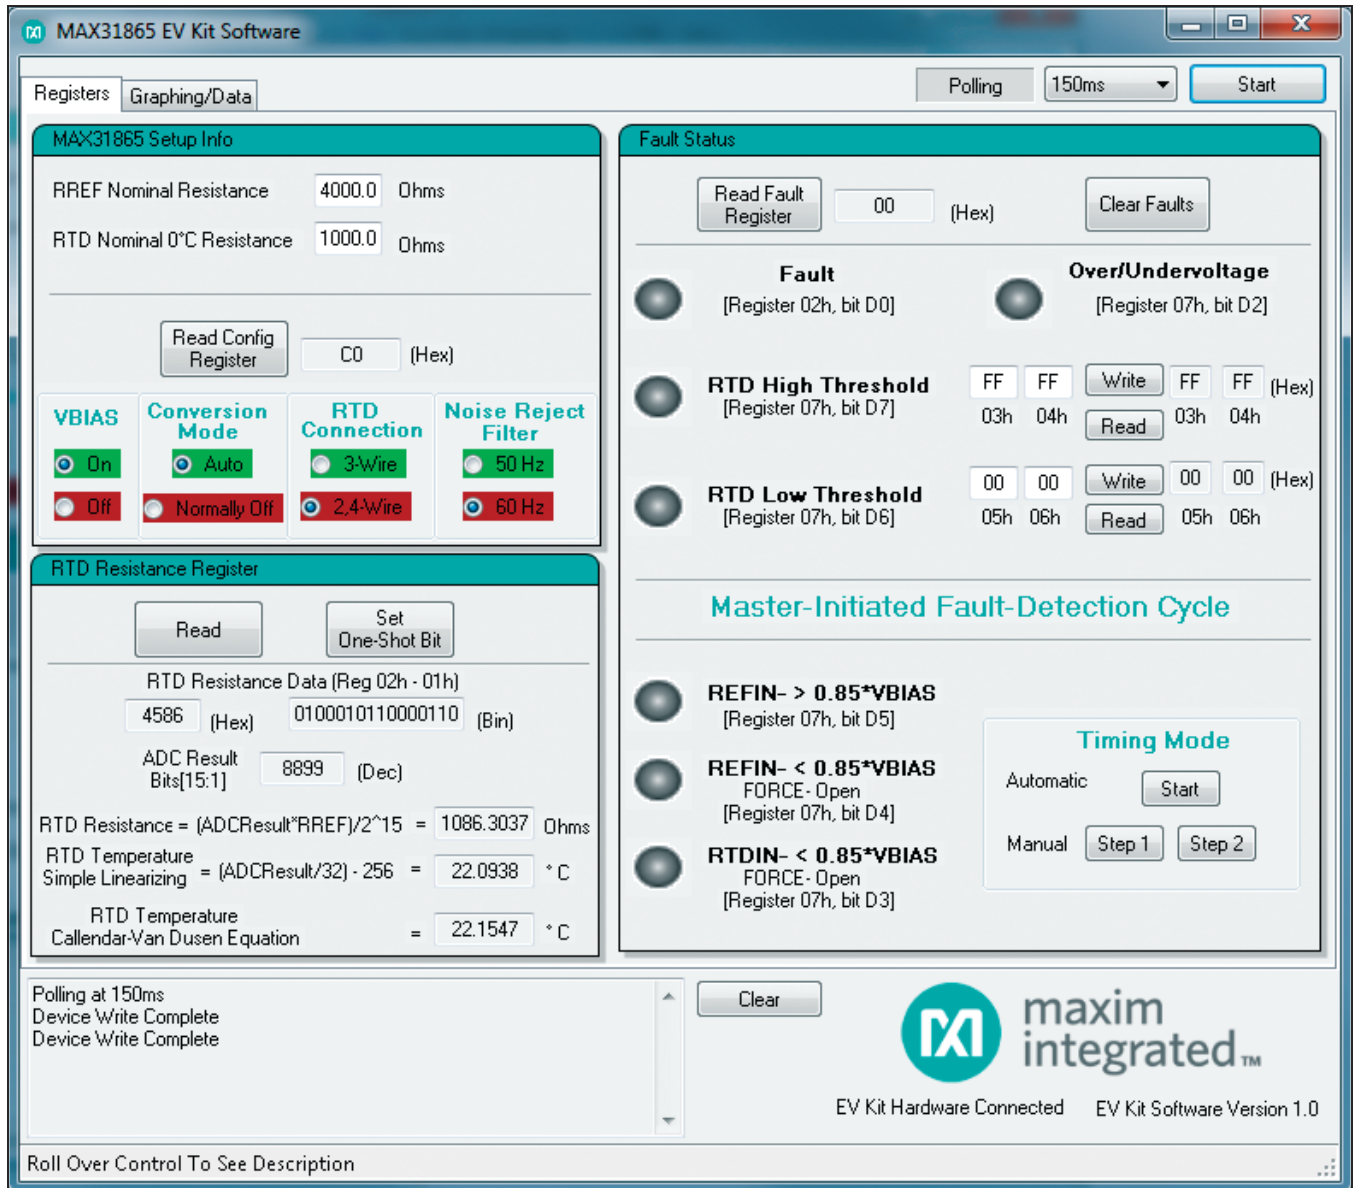 MAX31865 EV Kit Software
Registers
Graphing/Data
Polling
150ms
Start
MAX31865 Setup Info
RREF Nominal Resistance 4000.0 Ohms
RTD Nominal 0°C Resistance 1000.0 Ohms
Read Config
Register
C0 (Hex)
VBIAS
On
Off
Conversion
Mode
Auto
Normally Off
RTD
Connection
3-Wire
2,4-Wire
Noise Reject
Filter
50 Hz
60 Hz
RTD Resistance Register
Read
Set
One-Shot Bit
RTD Resistance Data (Reg 02h - 01h)
4586 (Hex) 0100010110000110 (Bin)
ADC Result
Bits[15:1]
8899 (Dec)
RTD Resistance = (ADCResult*RREF)/2^15 = 1086.3037 Ohms
RTD Temperature
Simple Linearizing = (ADCResult/32) - 256 = 22.0938 °C
RTD Temperature
Callendar-Van Dusen Equation = 22.1547 °C
Fault Status
Read Fault
Register
00 (Hex)
Clear Faults
Fault
[Register 02h, bit D0]
Over/Undervoltage
[Register 07h, bit D2]
RTD High Threshold
[Register 07h, bit D7]
FF FF Write FF FF (Hex)
03h 04h Read 03h 04h
RTD Low Threshold
[Register 07h, bit D6]
00 00 Write 00 00 (Hex)
05h 06h Read 05h 06h
Master-Initiated Fault-Detection Cycle
REFIN- > 0.85*VBIAS
[Register 07h, bit D5]
REFIN- < 0.85*VBIAS
FORCE- Open
[Register 07h, bit D4]
RTDIN- < 0.85*VBIAS
FORCE- Open
[Register 07h, bit D3]
Timing Mode
Automatic Start
Manual Step 1 Step 2
Polling at 150ms
Device Write Complete
Device Write Complete
Clear
maxim
integrated™
EV Kit Hardware Connected EV Kit Software Version 1.0
Roll Over Control To See Description